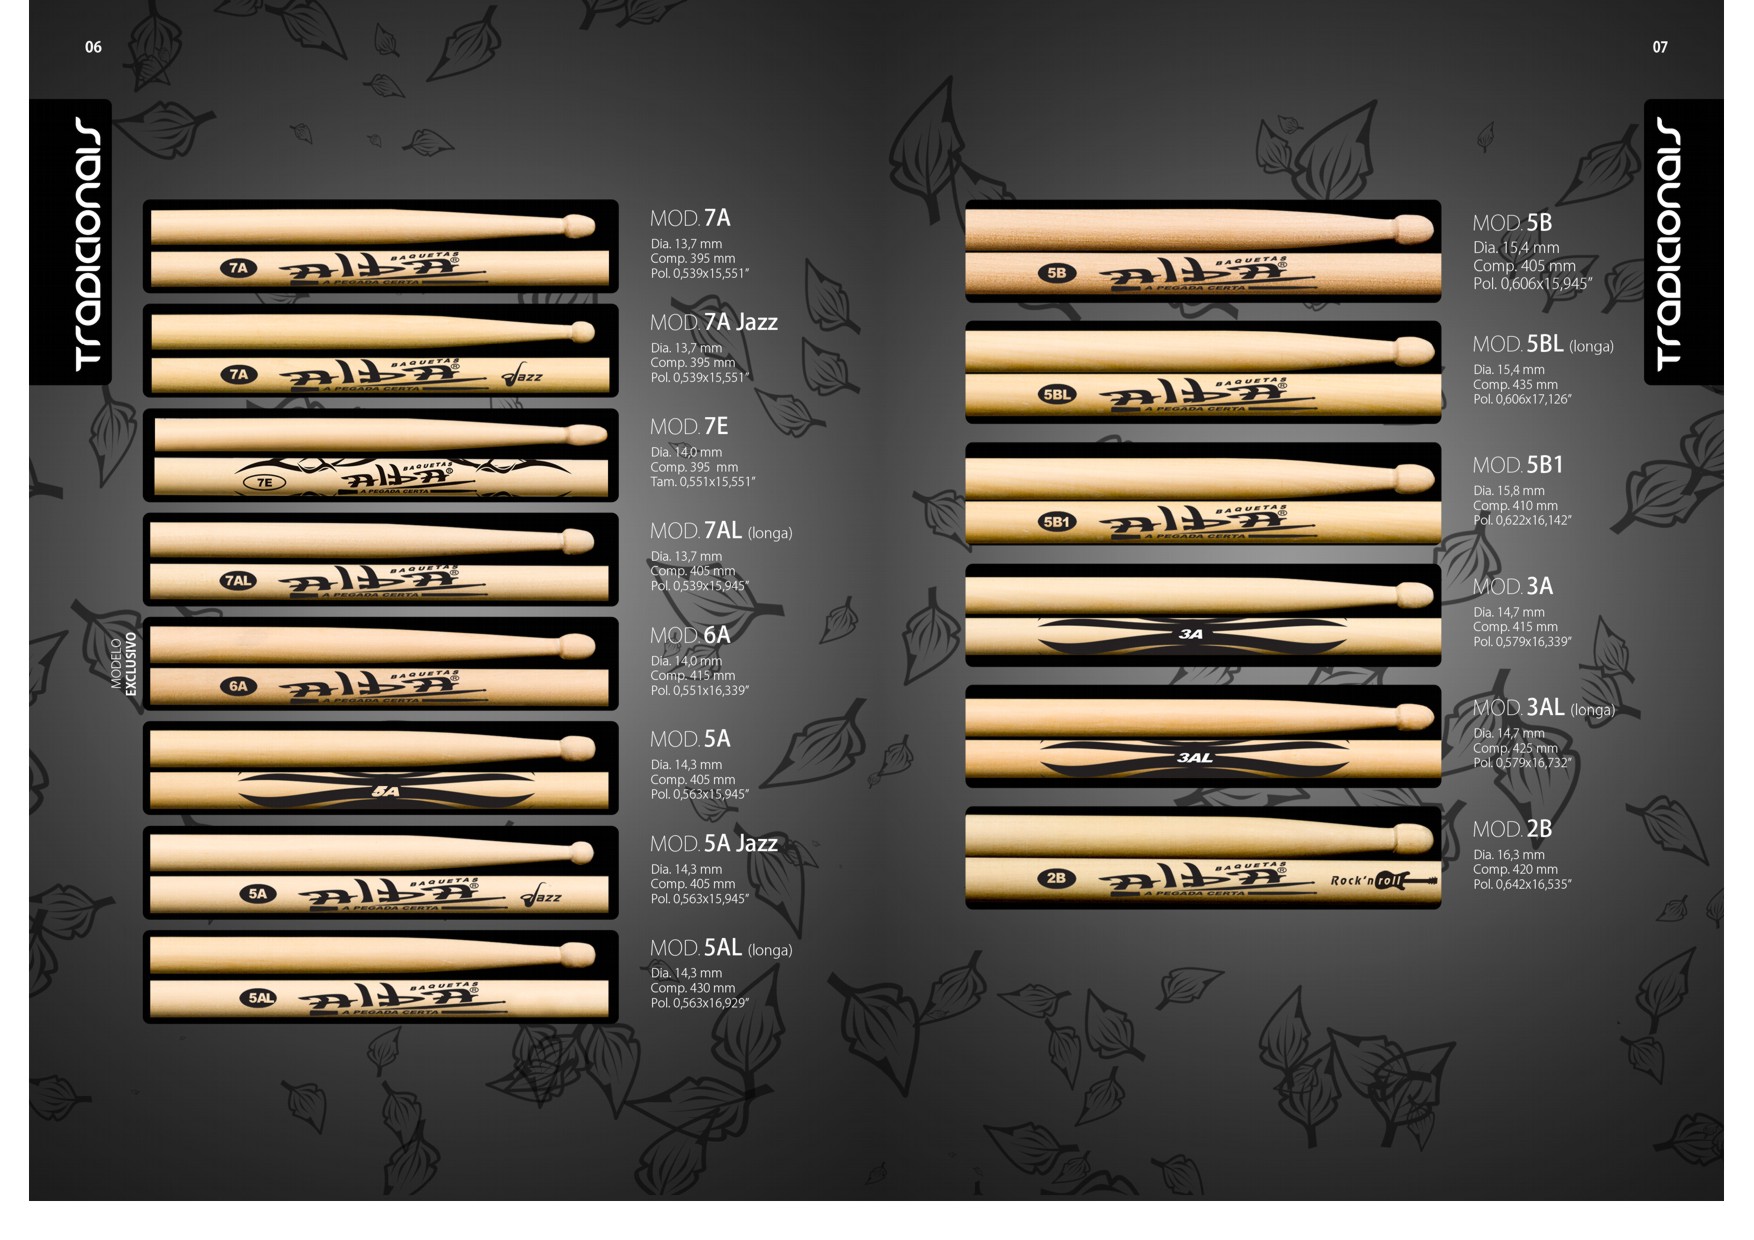 06
Tradicionais
7A
BAQUETAS
Alba®
A PEGADA CERTA
MOD. 7A
Dia. 13,7 mm
Comp. 395 mm
Pol. 0,539x15,551”
7A
BAQUETAS
Alba®
A PEGADA CERTA
Jazz
MOD. 7A Jazz
Dia. 13,7 mm
Comp. 395 mm
Pol. 0,539x15,551”
7E
BAQUETAS
Alba®
A PEGADA CERTA
MOD. 7E
Dia. 14,0 mm
Comp. 395 mm
Tam. 0,551x15,551”
7AL
BAQUETAS
Alba®
A PEGADA CERTA
MOD. 7AL (longa)
Dia. 13,7 mm
Comp. 405 mm
Pol. 0,539x15,945”
MODELO
EXCLUSIVO
6A
BAQUETAS
Alba®
A PEGADA CERTA
MOD. 6A
Dia. 14,0 mm
Comp. 415 mm
Pol. 0,551x16,339”
5A
MOD. 5A
Dia. 14,3 mm
Comp. 405 mm
Pol. 0,563x15,945”
5A
BAQUETAS
Alba®
A PEGADA CERTA
Jazz
MOD. 5A Jazz
Dia. 14,3 mm
Comp. 405 mm
Pol. 0,563x15,945”
5AL
BAQUETAS
Alba®
A PEGADA CERTA
MOD. 5AL (longa)
Dia. 14,3 mm
Comp. 430 mm
Pol. 0,563x16,929”
07
Tradicionais
5B
BAQUETAS
Alba®
A PEGADA CERTA
MOD. 5B
Dia. 15,4 mm
Comp. 405 mm
Pol. 0,606x15,945”
5BL
BAQUETAS
Alba®
A PEGADA CERTA
MOD. 5BL (longa)
Dia. 15,4 mm
Comp. 435 mm
Pol. 0,606x17,126”
5B1
BAQUETAS
Alba®
A PEGADA CERTA
MOD. 5B1
Dia. 15,8 mm
Comp. 410 mm
Pol. 0,622x16,142”
3A
MOD. 3A
Dia. 14,7 mm
Comp. 415 mm
Pol. 0,579x16,339”
3AL
MOD. 3AL (longa)
Dia. 14,7 mm
Comp. 425 mm
Pol. 0,579x16,732”
2B
BAQUETAS
Alba®
A PEGADA CERTA
Rock'n roll
MOD. 2B
Dia. 16,3 mm
Comp. 420 mm
Pol. 0,642x16,535”